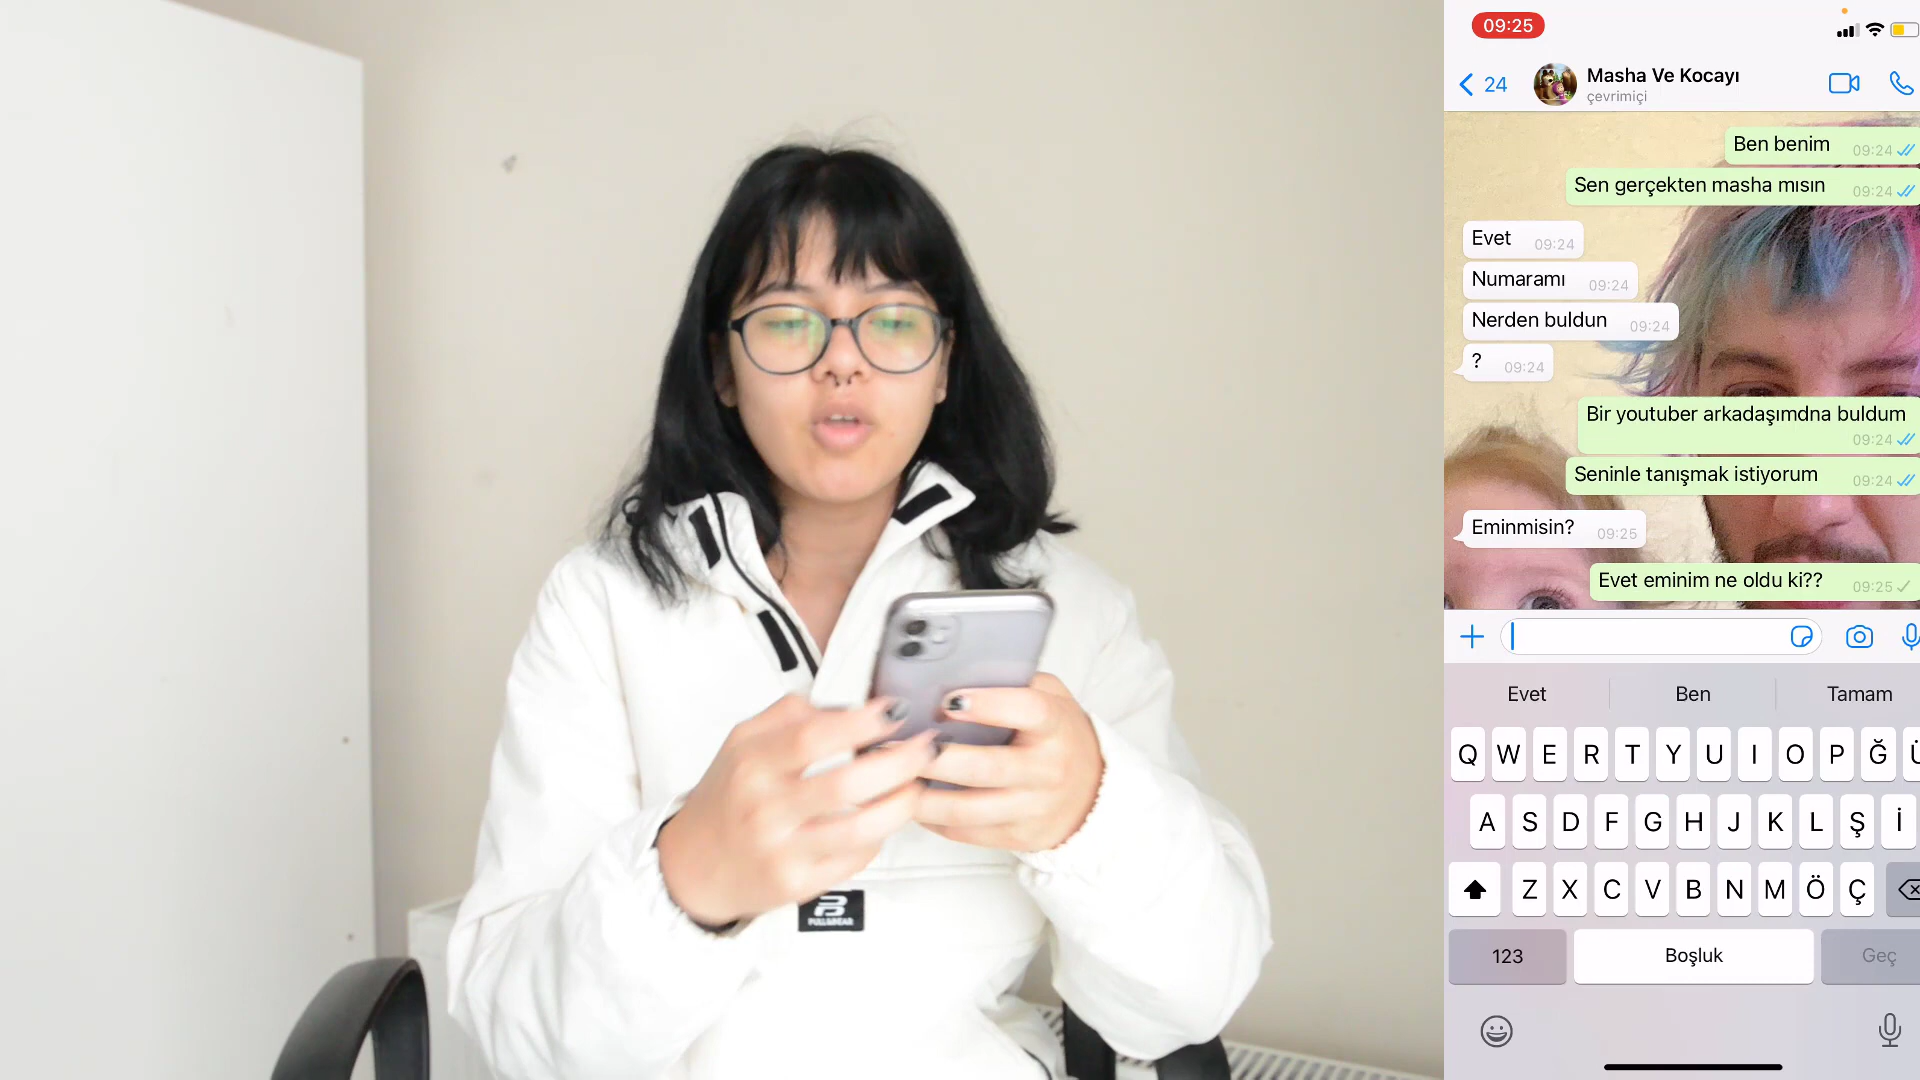 09:25
24
Masha Ve Kocayı
çevrimiçi
Ben benim 09:24
Sen gerçekten masha mısın 09:24
Evet 09:24
Numaramı 09:24
Nerden buldun 09:24
? 09:24
Bir youtuber arkadaşımdna buldum
09:24
Seninle tanışmak istiyorum 09:24
Eminmisin? 09:25
Evet eminim ne oldu ki?? 09:25
Evet Ben Tamam
Q W E R T Y U I O P Ğ Ü
A S D F G H J K L Ş İ
Z X C V B N M Ö Ç
123 Boşluk Geç
PULL&BEAR